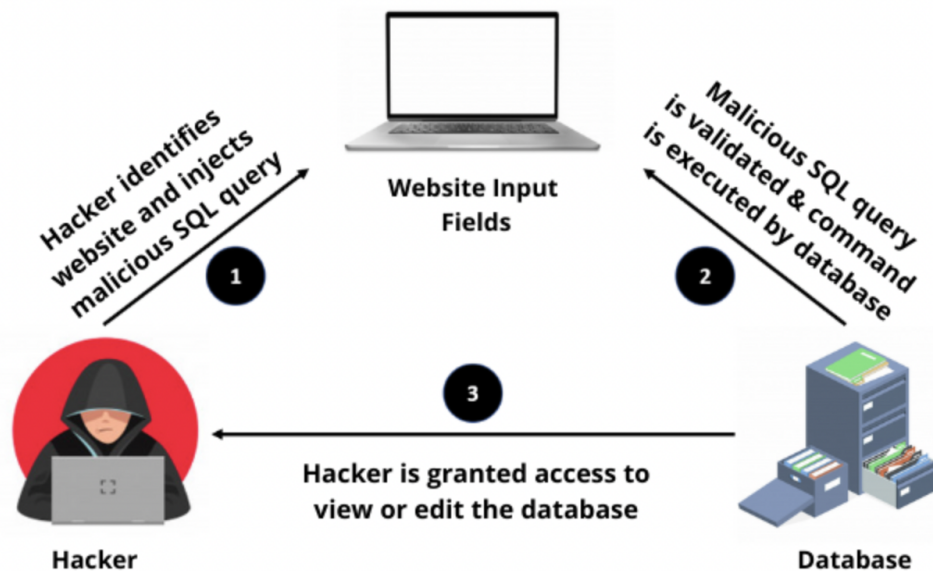 Hacker identifies
website and injects
malicious SQL query
1
Website Input
Fields
Malicious SQL query
is validated & command
is executed by database
2
3
Hacker is granted access to
view or edit the database
Hacker
Database